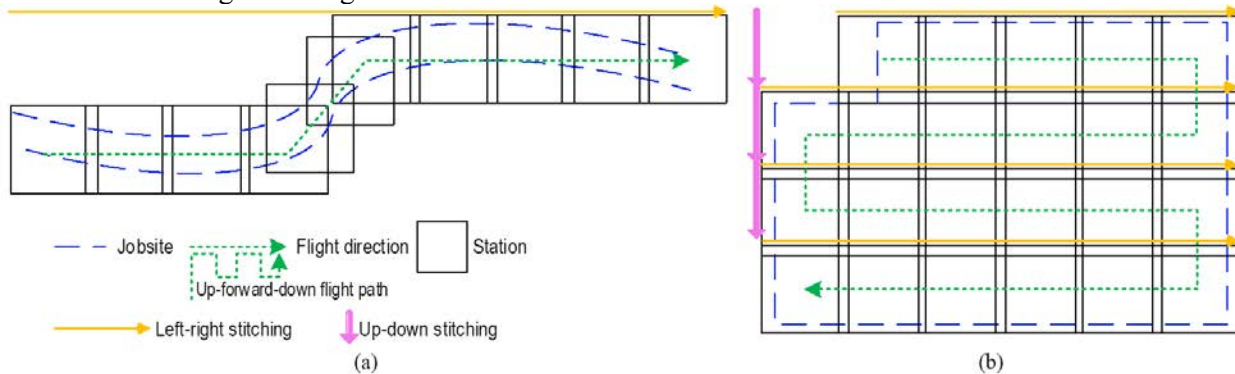 Jobsite
Flight direction
Station
Up-forward-down flight path
Left-right stitching
Up-down stitching
(a)
(b)